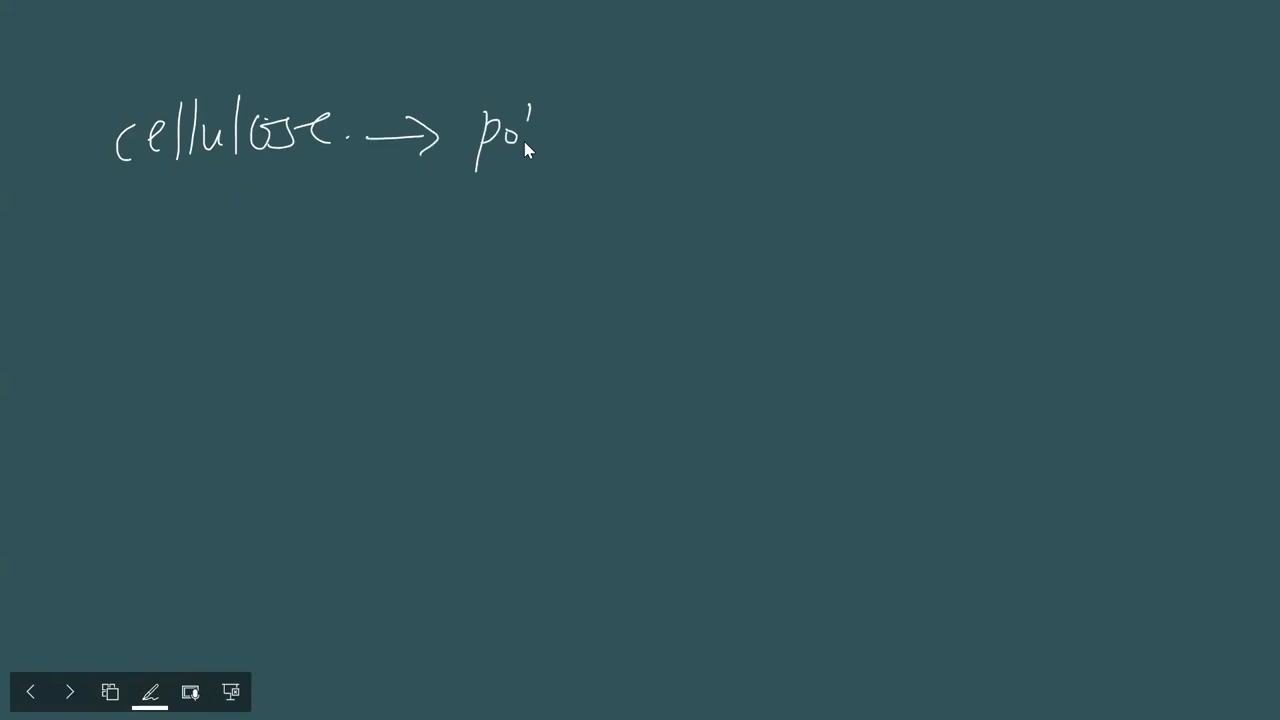 cellulose. → po'